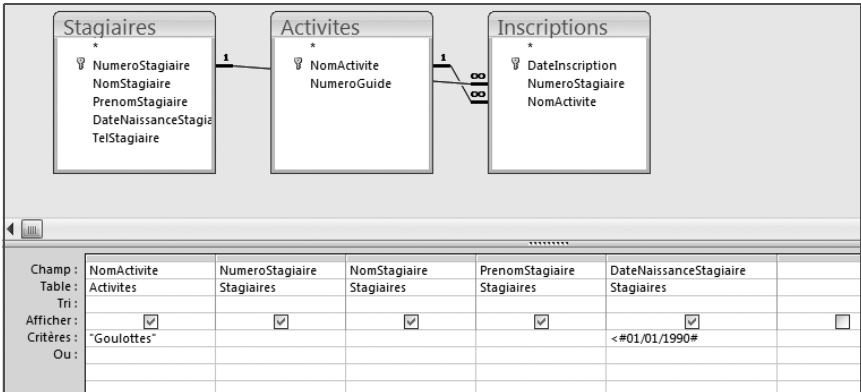 Stagiaires
*
NumeroStagiaire
NomStagiaire
PrenomStagiaire
DateNaissanceStagia
TelStagiaire
1
Activites
*
NomActivite
NumeroGuide
1
∞
∞
Inscriptions
*
DateInscription
NumeroStagiaire
NomActivite
Champ : NomActivite NumeroStagiaire NomStagiaire PrenomStagiaire DateNaissanceStagiaire
Table : Activites Stagiaires Stagiaires Stagiaires Stagiaires
Tri :
Afficher :
Critères : "Goulottes" <#01/01/1990#
Ou :